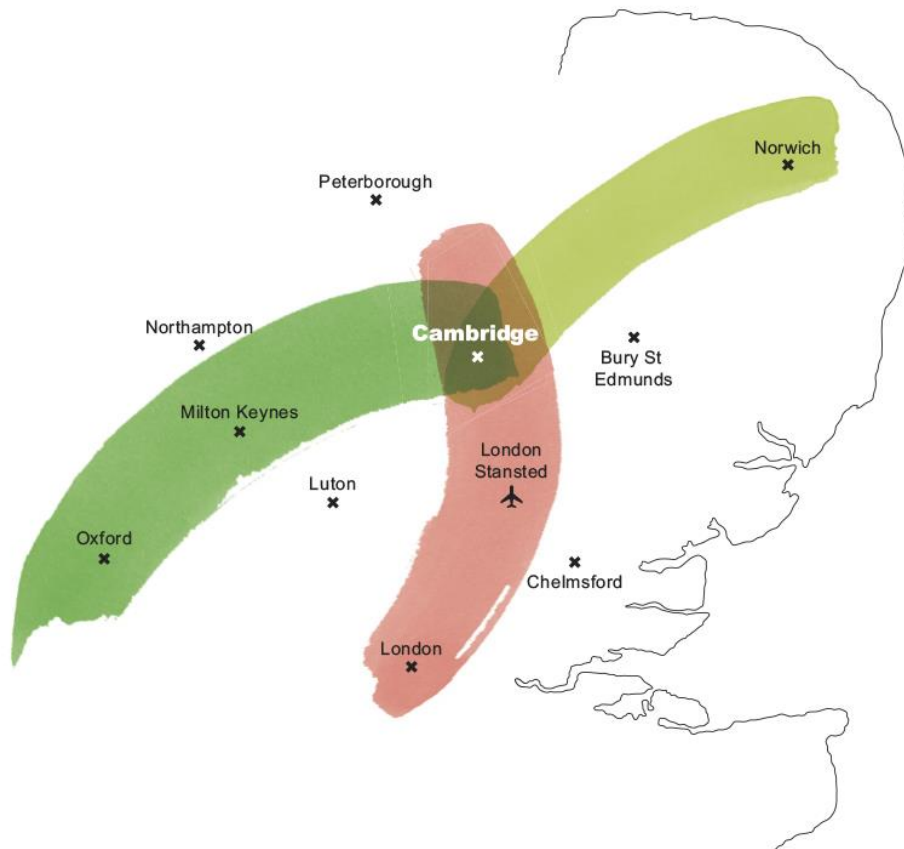 Norwich
Peterborough
Northampton
Cambridge
Bury St
Edmunds
Milton Keynes
London
Stansted
Luton
Oxford
Chelmsford
London